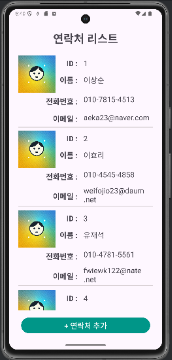 연락처 리스트
ID : 1
이름 : 이상순
전화번호 : 010-7815-4513
이메일 : aeka23@naver.com
ID : 2
이름 : 이효리
전화번호 : 010-4545-4858
이메일 : weifojio23@daum
.net
ID : 3
이름 : 유재석
전화번호 : 010-4781-5561
이메일 : fwlewk122@nate
.net
ID : 4
+ 연락처 추가